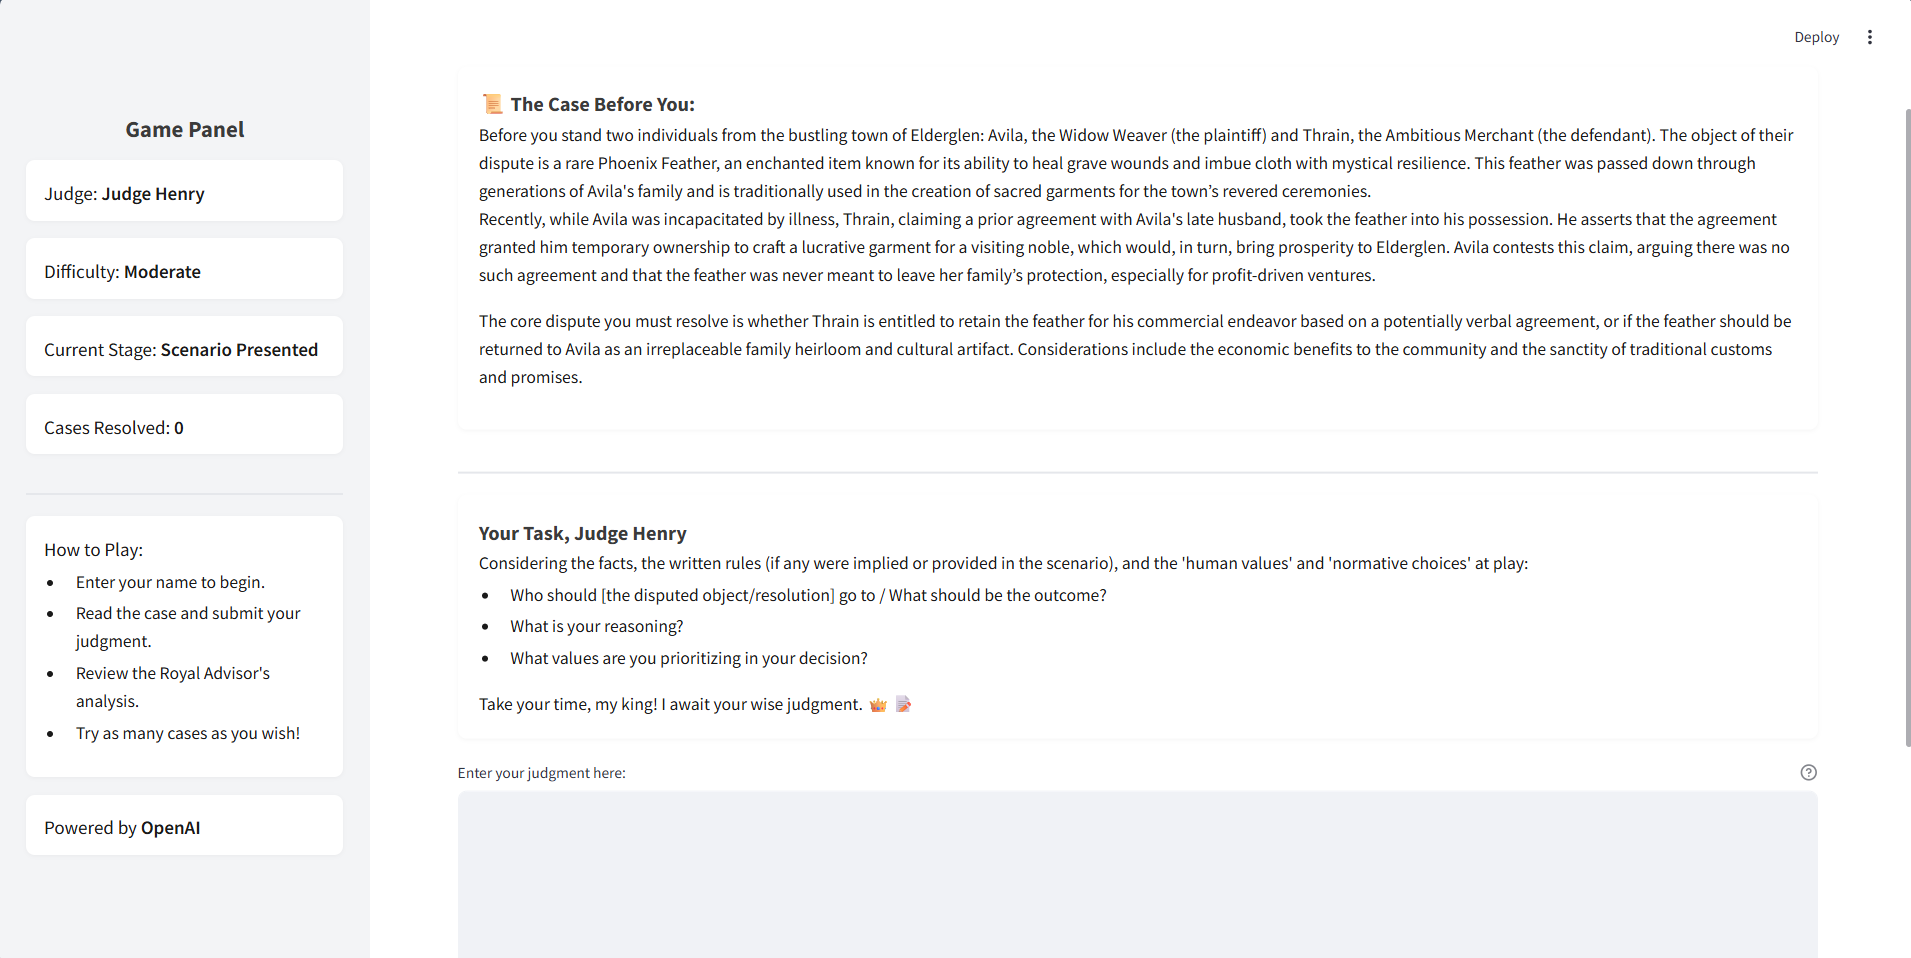 Deploy
Game Panel
Judge: Judge Henry
Difficulty: Moderate
Current Stage: Scenario Presented
Cases Resolved: 0
How to Play:
Enter your name to begin.
Read the case and submit your
judgment.
Review the Royal Advisor's
analysis.
Try as many cases as you wish!
Powered by OpenAI
The Case Before You:
Before you stand two individuals from the bustling town of Elderglen: Avila, the Widow Weaver (the plaintiff) and Thrain, the Ambitious Merchant (the defendant). The object of their
dispute is a rare Phoenix Feather, an enchanted item known for its ability to heal grave wounds and imbue cloth with mystical resilience. This feather was passed down through
generations of Avila's family and is traditionally used in the creation of sacred garments for the town’s revered ceremonies.
Recently, while Avila was incapacitated by illness, Thrain, claiming a prior agreement with Avila's late husband, took the feather into his possession. He asserts that the agreement
granted him temporary ownership to craft a lucrative garment for a visiting noble, which would, in turn, bring prosperity to Elderglen. Avila contests this claim, arguing there was no
such agreement and that the feather was never meant to leave her family’s protection, especially for profit-driven ventures.
The core dispute you must resolve is whether Thrain is entitled to retain the feather for his commercial endeavor based on a potentially verbal agreement, or if the feather should be
returned to Avila as an irreplaceable family heirloom and cultural artifact. Considerations include the economic benefits to the community and the sanctity of traditional customs
and promises.
Your Task, Judge Henry
Considering the facts, the written rules (if any were implied or provided in the scenario), and the 'human values' and 'normative choices' at play:
Who should [the disputed object/resolution] go to / What should be the outcome?
What is your reasoning?
What values are you prioritizing in your decision?
Take your time, my king! I await your wise judgment.
Enter your judgment here: